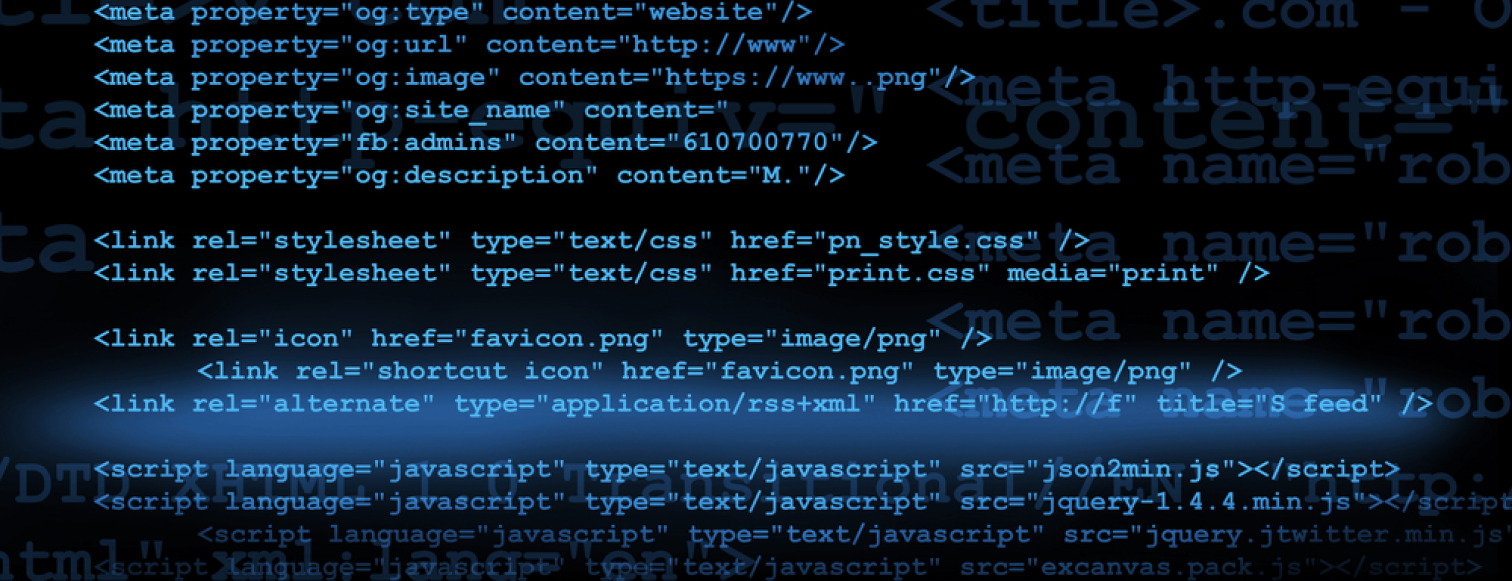 <meta property="og:type" content="website"/>
<meta property="og:url" content="http://www"/>
<meta property="og:image" content="https://www..png"/>
<meta property="og:site_name" content="
<meta property="fb:admins" content="610700770"/>
<meta property="og:description" content="M."/>
<link rel="stylesheet" type="text/css" href="pn_style.css" />
<link rel="stylesheet" type="text/css" href="print.css" media="print" />
<link rel="icon" href="favicon.png" type="image/png" />
<link rel="shortcut icon" href="favicon.png" type="image/png" />
<link rel="alternate" type="application/rss+xml" href="http://f" title="S feed" />
<script language="javascript" type="text/javascript" src="json2min.js"></script>
<script language="javascript" type="text/javascript" src="jquery-1.4.4.min.js"></script
<script language="javascript" type="text/javascript" src="jquery.jtwitter.min.js"
<script language="javascript" type="text/javascript" src="excanvas.pack.js"></script>
<title>.com - 0
<meta http-equi
<meta name="rob
<meta name="rob
<meta name="rob
<meta name="rob
ta http-equiv=" content="
ta
/DTD XHTML 1.0 Transitional//EN" "http:/
html" xml:lang="en">